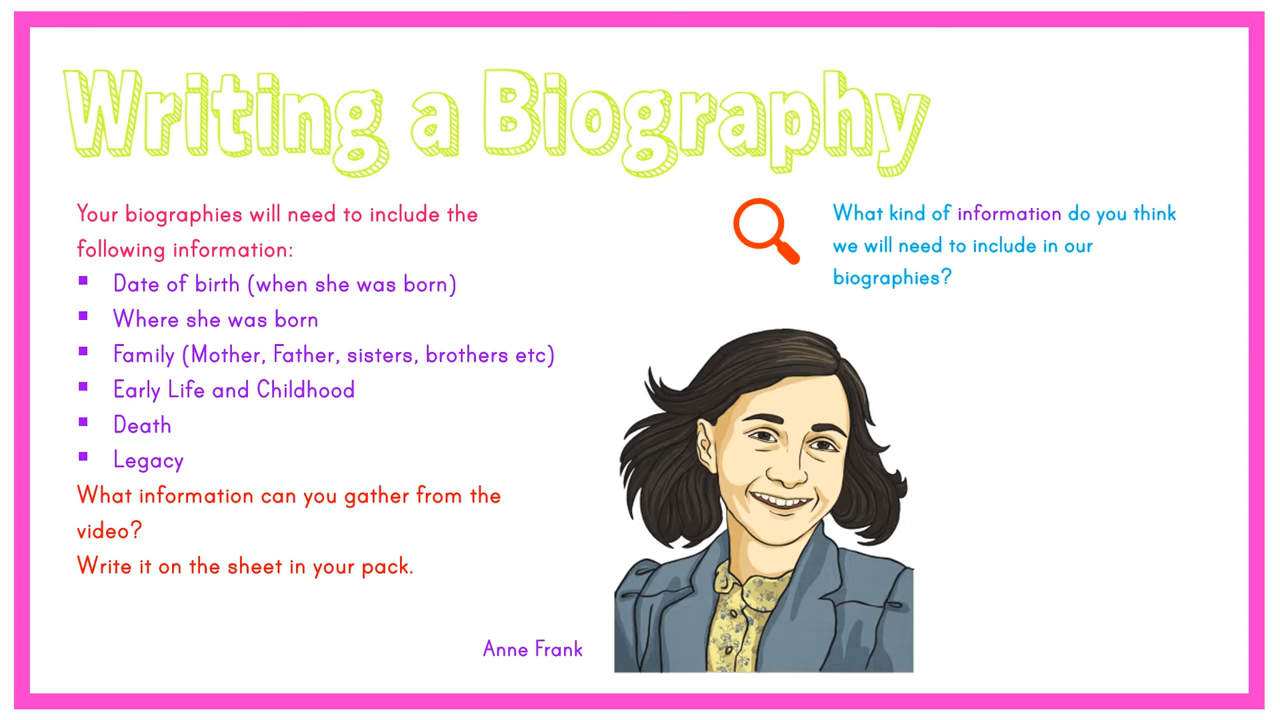 Writing a Biography
Your biographies will need to include the
following information:
▪ Date of birth (when she was born)
▪ Where she was born
▪ Family (Mother, Father, sisters, brothers etc)
▪ Early Life and Childhood
▪ Death
▪ Legacy
What information can you gather from the
video?
Write it on the sheet in your pack.
What kind of information do you think
we will need to include in our
biographies?
Anne Frank